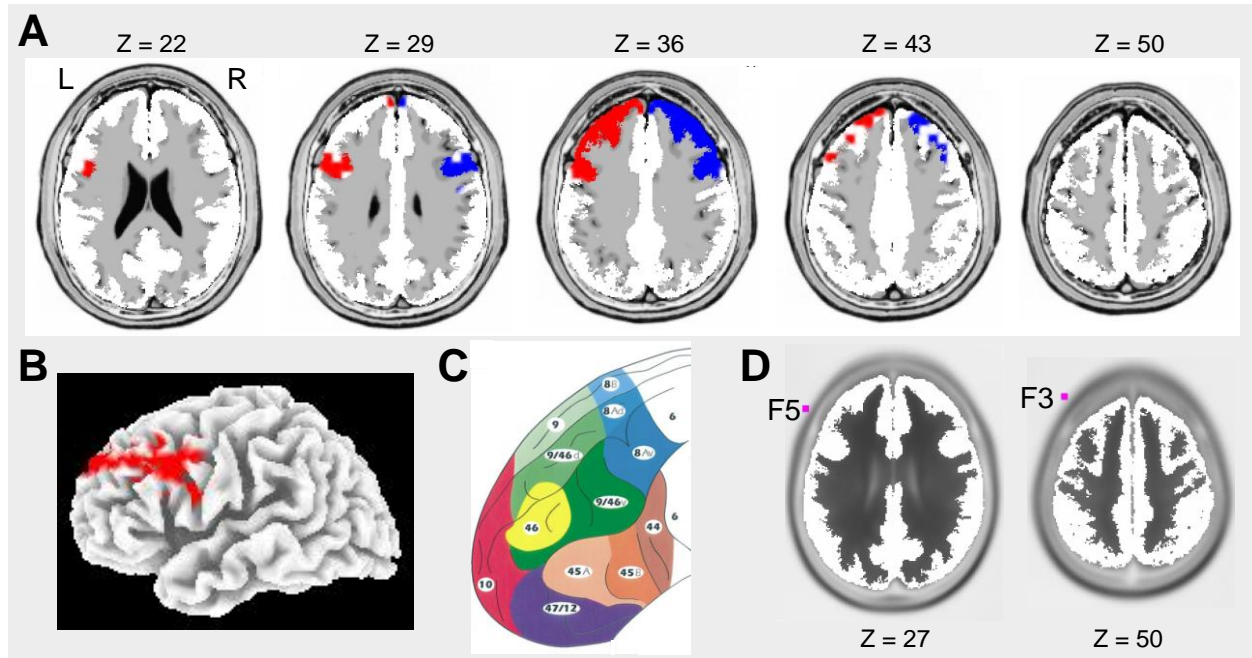 A
Z = 22
Z = 29
Z = 36
Z = 43
Z = 50
L
R
B
C
8B
8Ad
6
9
9/46d
8Av
9/46v
46
44
6
45A
45B
10
47/12
D
F5
F3
Z = 27
Z = 50